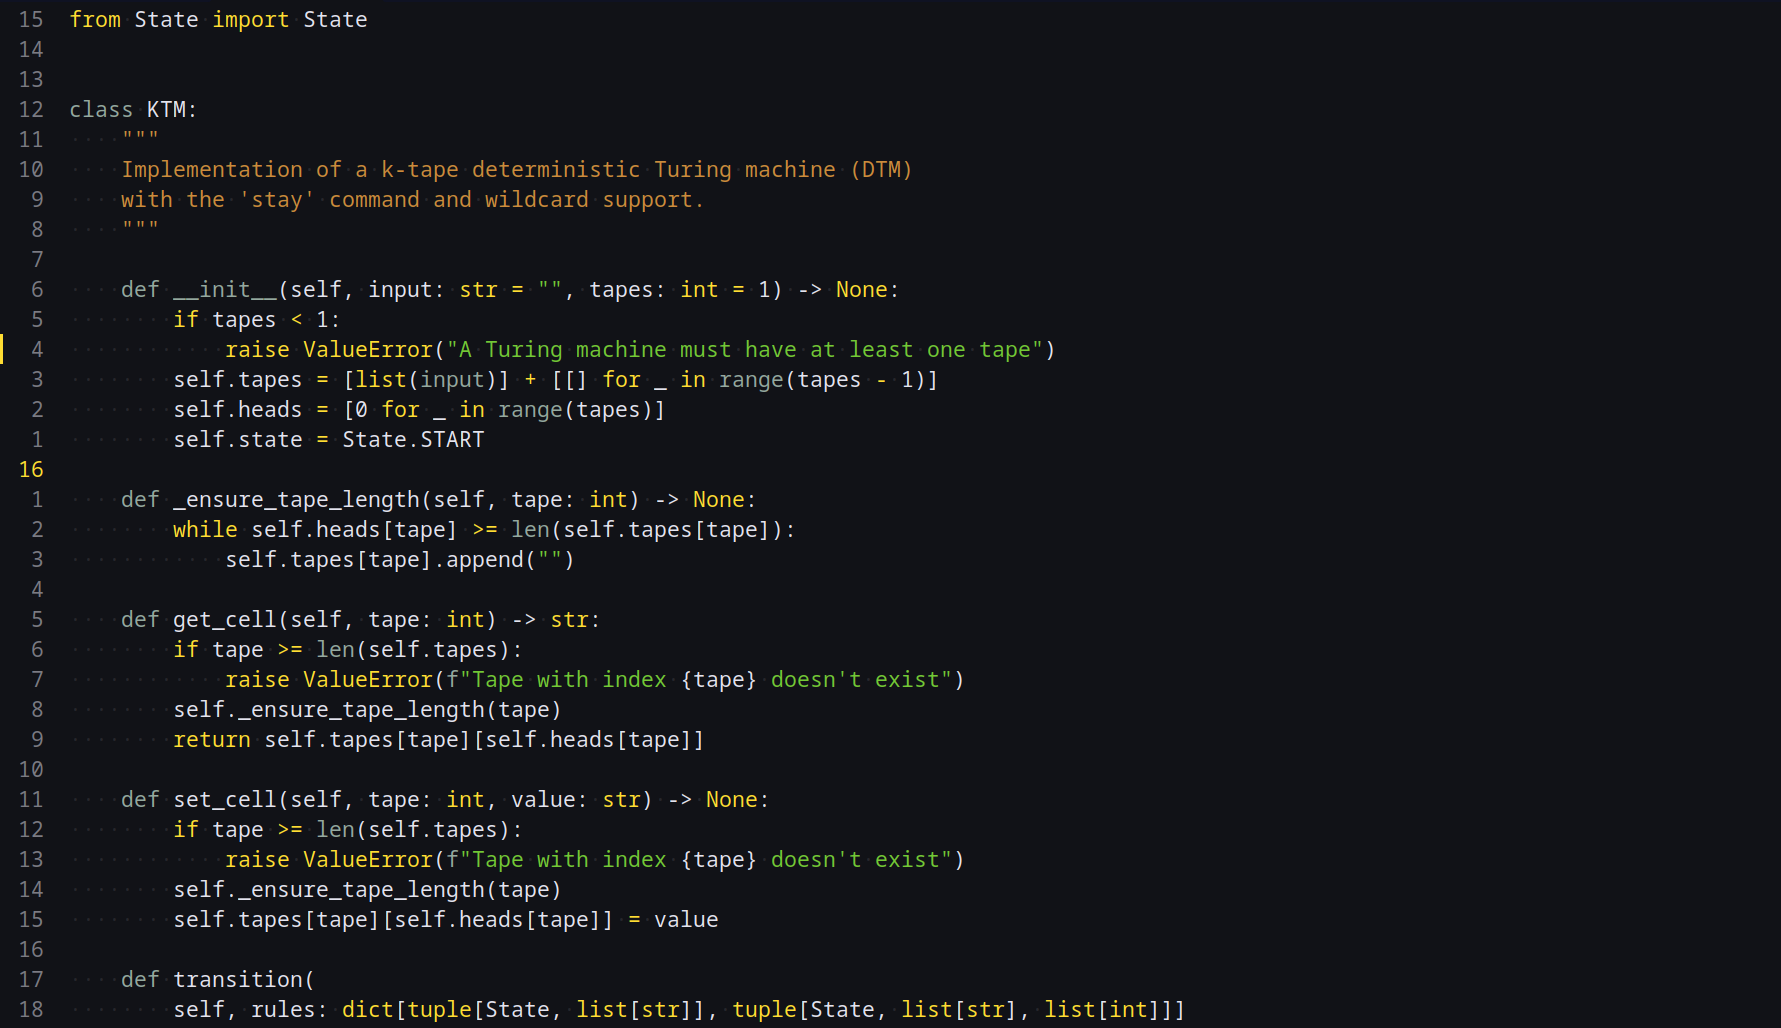 15 from State import State
14
13
12 class KTM:
11     """
10     Implementation of a k-tape deterministic Turing machine (DTM)
9     with the 'stay' command and wildcard support.
8     """
7
6     def __init__(self, input: str = "", tapes: int = 1) -> None:
5         if tapes < 1:
4             raise ValueError("A Turing machine must have at least one tape")
3         self.tapes = [list(input)] + [[] for _ in range(tapes - 1)]
2         self.heads = [0 for _ in range(tapes)]
1         self.state = State.START
16
1     def _ensure_tape_length(self, tape: int) -> None:
2         while self.heads[tape] >= len(self.tapes[tape]):
3             self.tapes[tape].append("")
4
5     def get_cell(self, tape: int) -> str:
6         if tape >= len(self.tapes):
7             raise ValueError(f"Tape with index {tape} doesn't exist")
8         self._ensure_tape_length(tape)
9         return self.tapes[tape][self.heads[tape]]
10
11     def set_cell(self, tape: int, value: str) -> None:
12         if tape >= len(self.tapes):
13             raise ValueError(f"Tape with index {tape} doesn't exist")
14         self._ensure_tape_length(tape)
15         self.tapes[tape][self.heads[tape]] = value
16
17     def transition(
18         self, rules: dict[tuple[State, list[str]], tuple[State, list[str], list[int]]]